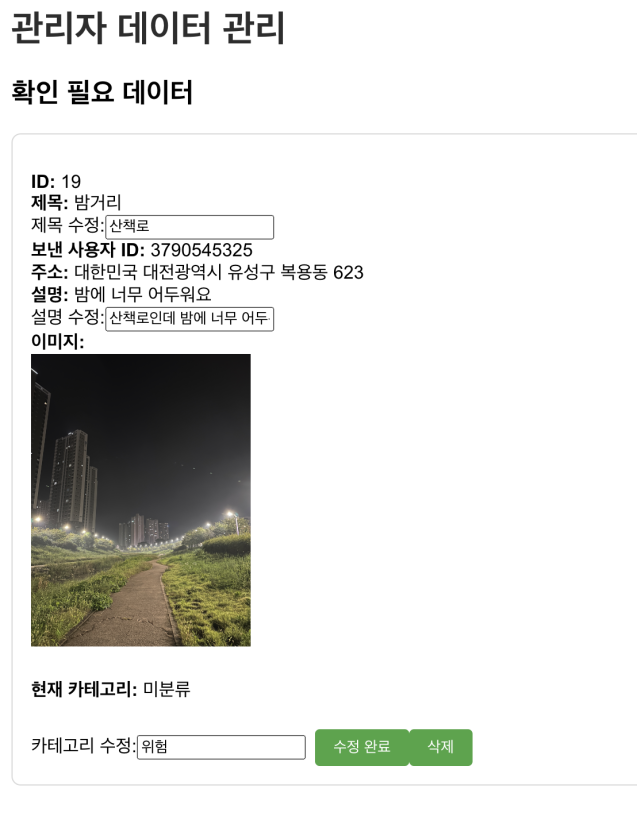 관리자 데이터 관리
확인 필요 데이터
ID: 19
제목: 밤거리
제목 수정: 산책로
보낸 사용자 ID: 3790545325
주소: 대한민국 대전광역시 유성구 복용동 623
설명: 밤에 너무 어두워요
설명 수정: 산책로인데 밤에 너무 어두
이미지:
현재 카테고리: 미분류
카테고리 수정: 위험 수정 완료 삭제